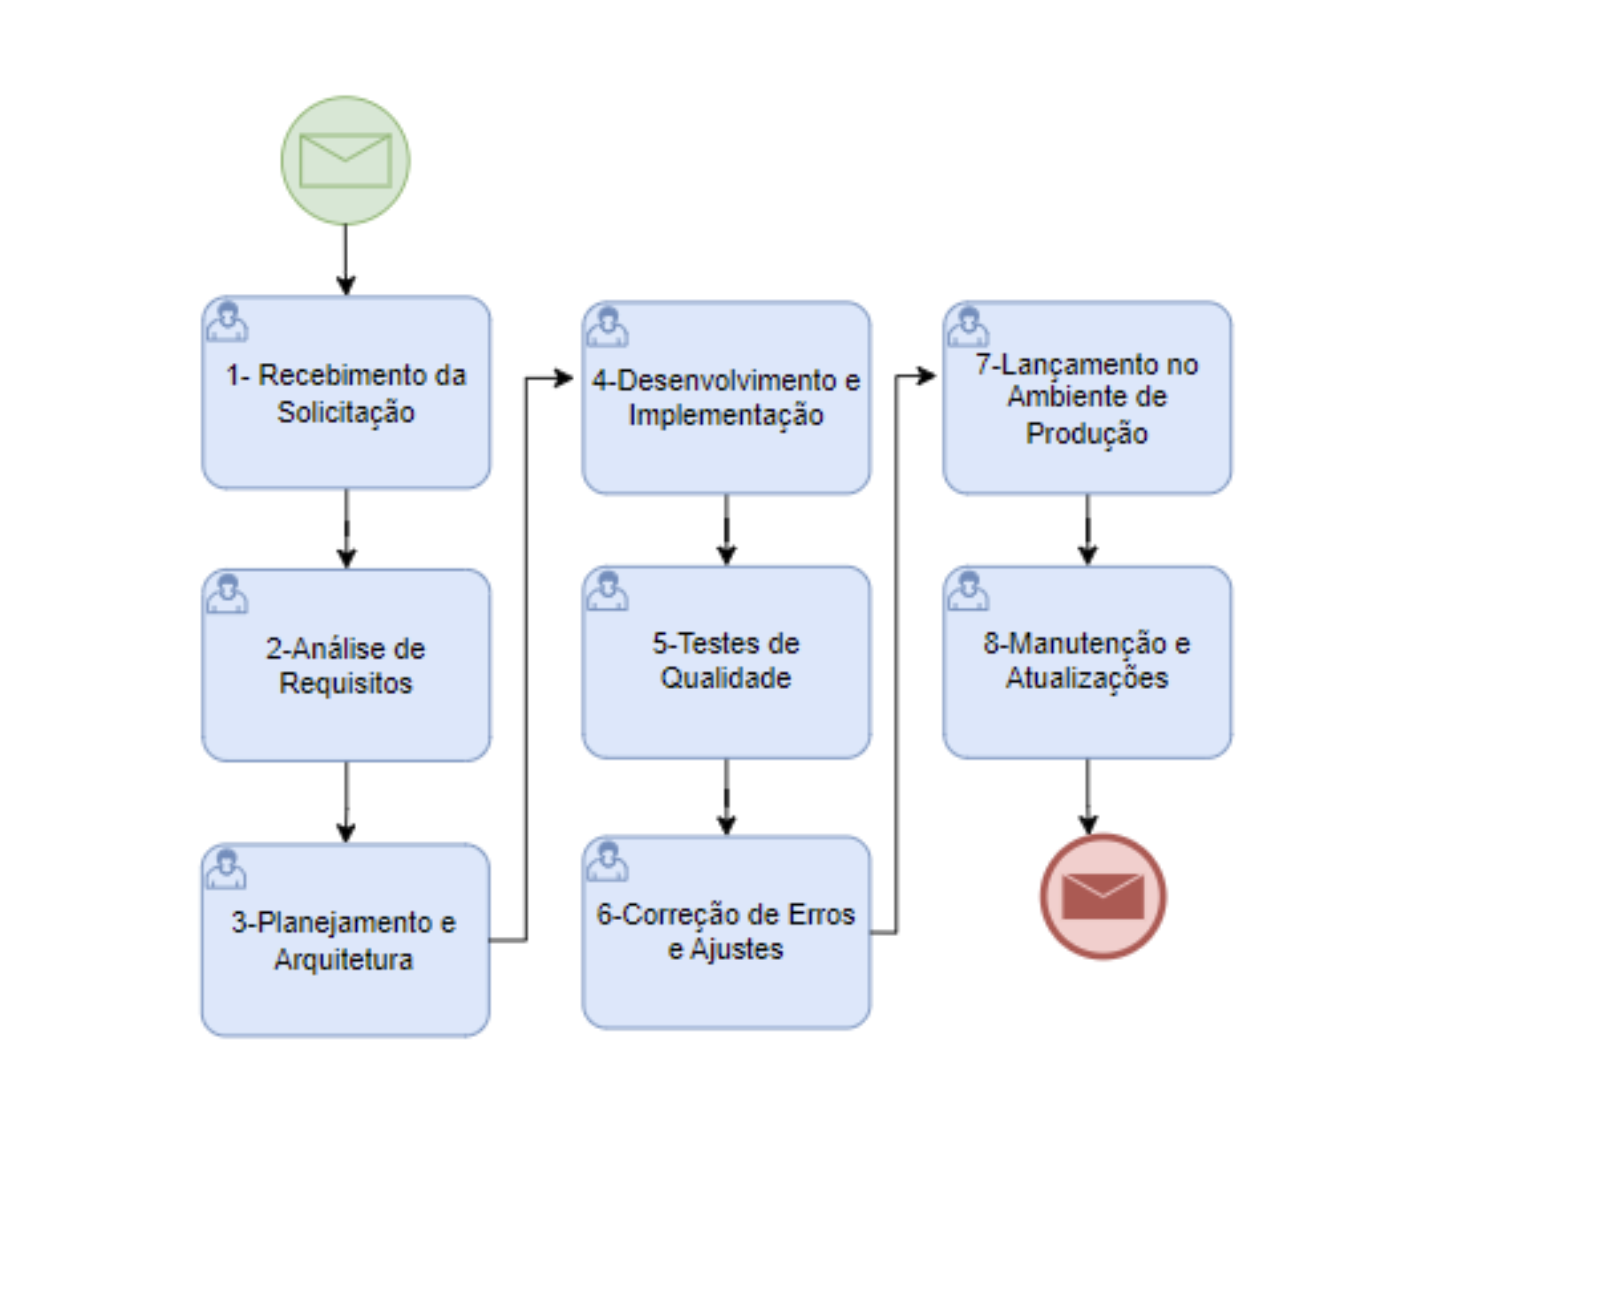 1- Recebimento da
Solicitação
2-Análise de
Requisitos
3-Planejamento e
Arquitetura
4-Desenvolvimento e
Implementação
5-Testes de
Qualidade
6-Correção de Erros
e Ajustes
7-Lançamento no
Ambiente de
Produção
8-Manutenção e
Atualizações